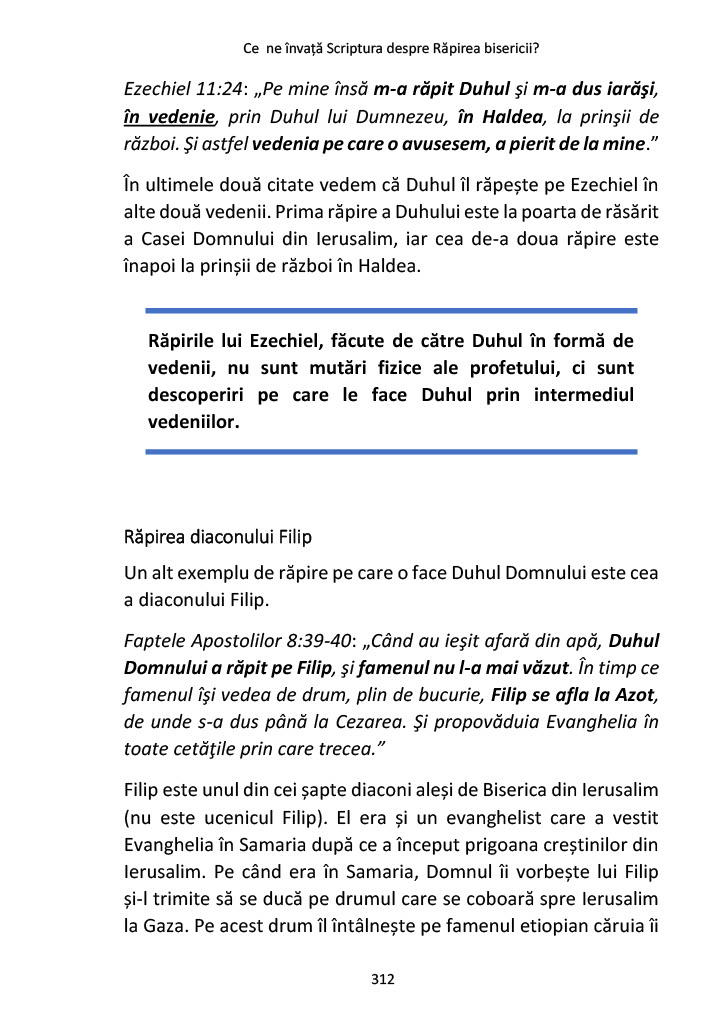 Ce ne învață Scriptura despre Răpirea bisericii?
Ezechiel 11:24: „Pe mine însă m-a răpit Duhul şi m-a dus iarăşi,
în vedenie, prin Duhul lui Dumnezeu, în Haldea, la prinşii de
război. Şi astfel vedenia pe care o avusesem, a pierit de la mine.”
În ultimele două citate vedem că Duhul îl răpește pe Ezechiel în
alte două vedenii. Prima răpire a Duhului este la poarta de răsărit
a Casei Domnului din Ierusalim, iar cea de-a doua răpire este
înapoi la prinșii de război în Haldea.
Răpirile lui Ezechiel, făcute de către Duhul în formă de
vedenii, nu sunt mutări fizice ale profetului, ci sunt
descoperiri pe care le face Duhul prin intermediul
vedeniilor.
Răpirea diaconului Filip
Un alt exemplu de răpire pe care o face Duhul Domnului este cea
a diaconului Filip.
Faptele Apostolilor 8:39-40: „Când au ieşit afară din apă, Duhul
Domnului a răpit pe Filip, şi famenul nu l-a mai văzut. În timp ce
famenul îşi vedea de drum, plin de bucurie, Filip se afla la Azot,
de unde s-a dus până la Cezarea. Şi propovăduia Evanghelia în
toate cetăţile prin care trecea.”
Filip este unul din cei șapte diaconi aleși de Biserica din Ierusalim
(nu este ucenicul Filip). El era și un evanghelist care a vestit
Evanghelia în Samaria după ce a început prigoana creștinilor din
Ierusalim. Pe când era în Samaria, Domnul îi vorbește lui Filip
și-l trimite să se ducă pe drumul care se coboară spre Ierusalim
la Gaza. Pe acest drum îl întâlnește pe famenul etiopian căruia îi
312